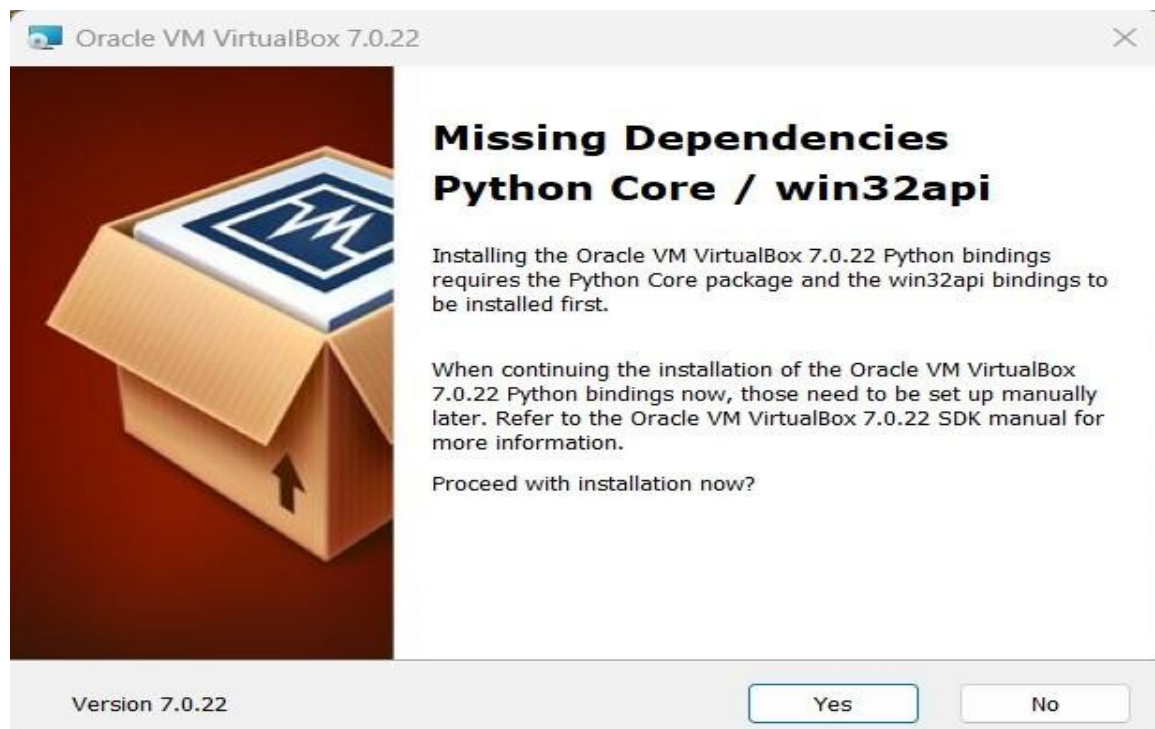 Oracle VM VirtualBox 7.0.22
Missing Dependencies
Python Core / win32api
Installing the Oracle VM VirtualBox 7.0.22 Python bindings
requires the Python Core package and the win32api bindings to
be installed first.
When continuing the installation of the Oracle VM VirtualBox
7.0.22 Python bindings now, those need to be set up manually
later. Refer to the Oracle VM VirtualBox 7.0.22 SDK manual for
more information.
Proceed with installation now?
Version 7.0.22
Yes
No